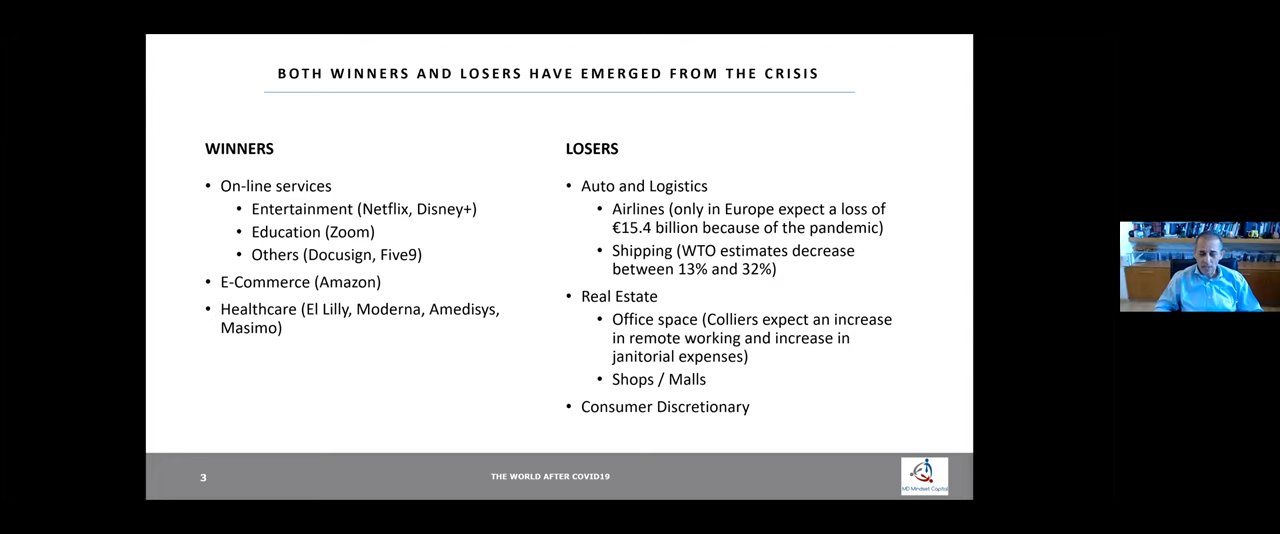 BOTH WINNERS AND LOSERS HAVE EMERGED FROM THE CRISIS
WINNERS
• On-line services
• Entertainment (Netflix, Disney+)
• Education (Zoom)
• Others (Docusign, Five9)
• E-Commerce (Amazon)
• Healthcare (El Lilly, Moderna, Amedisys,
Masimo)
LOSERS
• Auto and Logistics
• Airlines (only in Europe expect a loss of
€15.4 billion because of the pandemic)
• Shipping (WTO estimates decrease
between 13% and 32%)
• Real Estate
• Office space (Colliers expect an increase
in remote working and increase in
janitorial expenses)
• Shops / Malls
• Consumer Discretionary
3
THE WORLD AFTER COVID19
MD Mindset Capital